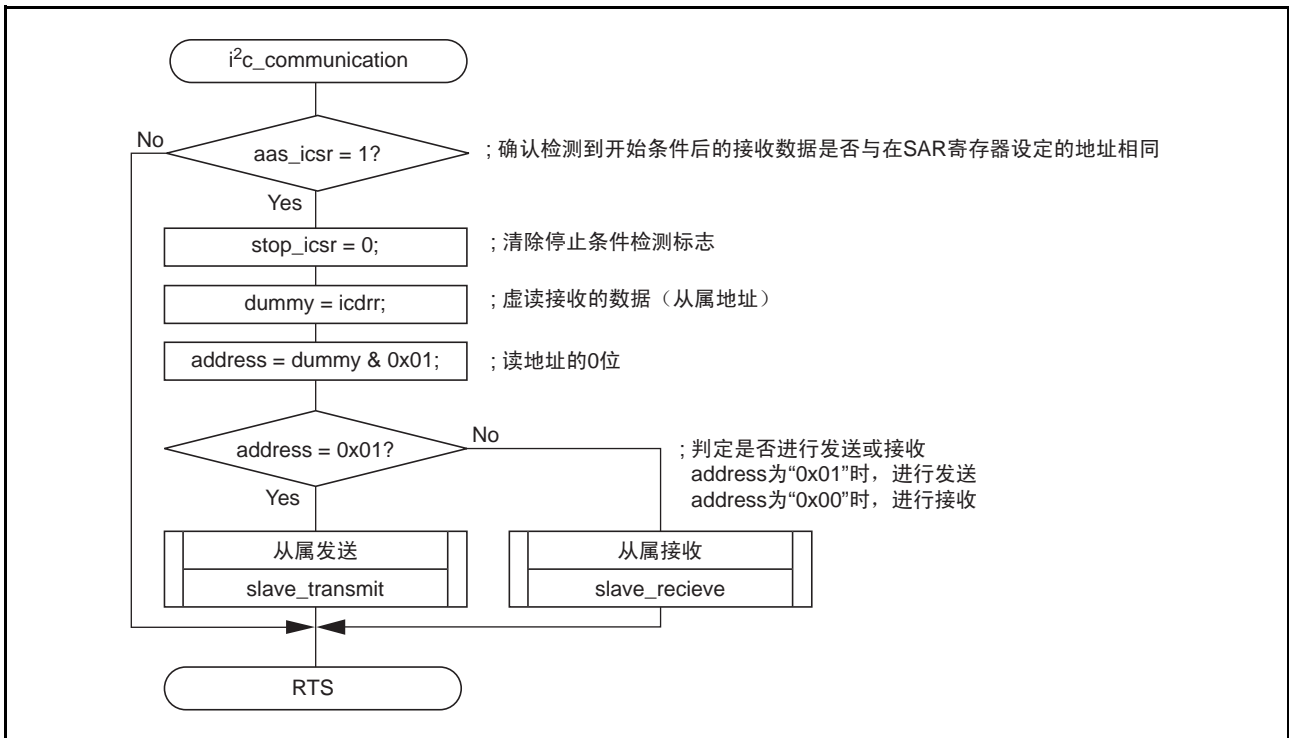 i²c_communication
No
aas_icsr = 1?
; 确认检测到开始条件后的接收数据是否与在SAR寄存器设定的地址相同
Yes
stop_icsr = 0;
; 清除停止条件检测标志
dummy = icdrr;
; 虚读接收的数据（从属地址）
address = dummy & 0x01;
; 读地址的0位
address = 0x01?
No
; 判定是否进行发送或接收
address为“0x01”时，进行发送
address为“0x00”时，进行接收
Yes
从属发送
slave_transmit
从属接收
slave_recieve
RTS